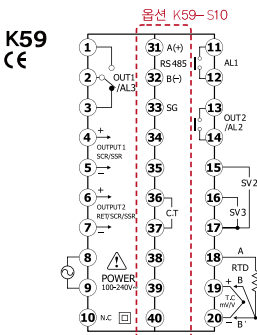 옵션 K59-S10
K59
CE
1 31 A(+) 11
RS485 AL1
2 OUT1 /AL3 32 B(-) 12
3 33 SG 13
OUT2 /AL2
4 + 34 14
OUTPUT1
SCR/SSR
5 - 35 15
SV2
6 + 36 16
OUTPUT2 C.T SV3
RET/SCR/SSR
7 - 37 17
8 38 18 A
RTD
POWER
100-240V~
9 39 19 + B
T.C
mV/V
10 N.C 40 20 - B'